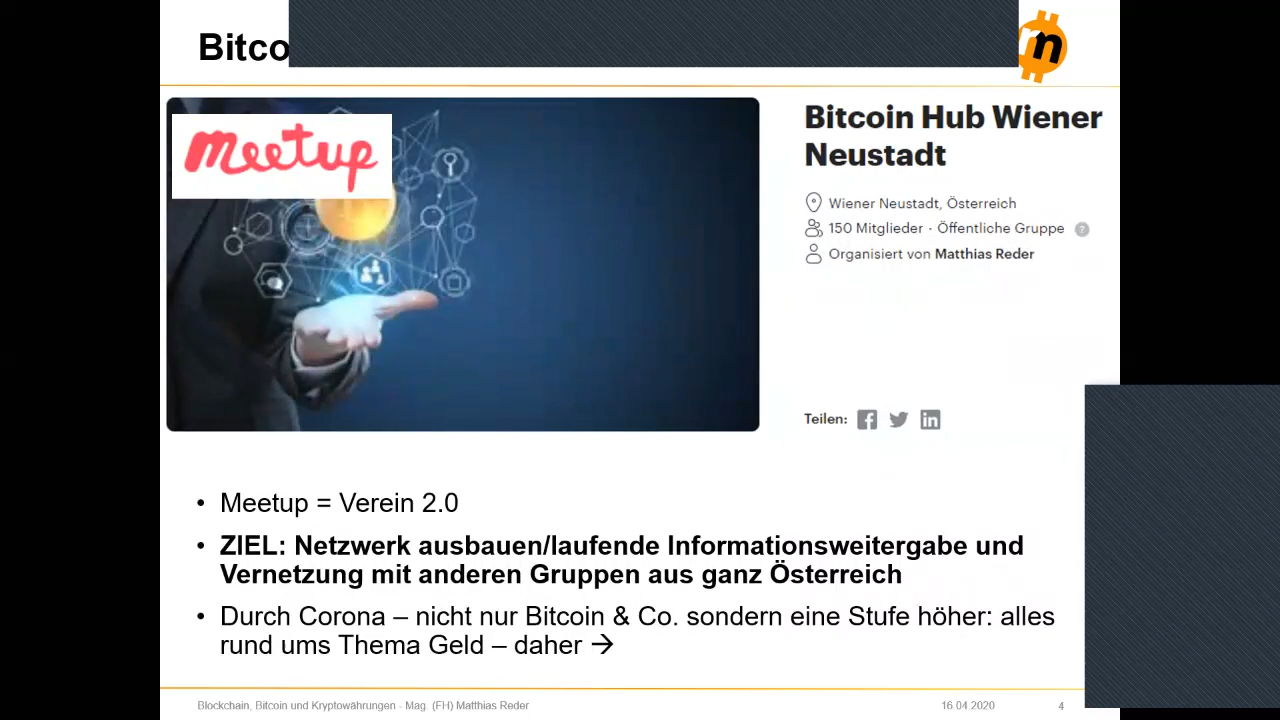 Bitco
meetup
Bitcoin Hub Wiener
Neustadt
Wiener Neustadt, Österreich
150 Mitglieder · Öffentliche Gruppe ?
Organisiert von Matthias Reder
Teilen:
• Meetup = Verein 2.0
• ZIEL: Netzwerk ausbauen/laufende Informationsweitergabe und
Vernetzung mit anderen Gruppen aus ganz Österreich
• Durch Corona – nicht nur Bitcoin & Co. sondern eine Stufe höher: alles
rund ums Thema Geld – daher →
Blockchain, Bitcoin und Kryptowährungen - Mag. (FH) Matthias Reder
16.04.2020
4